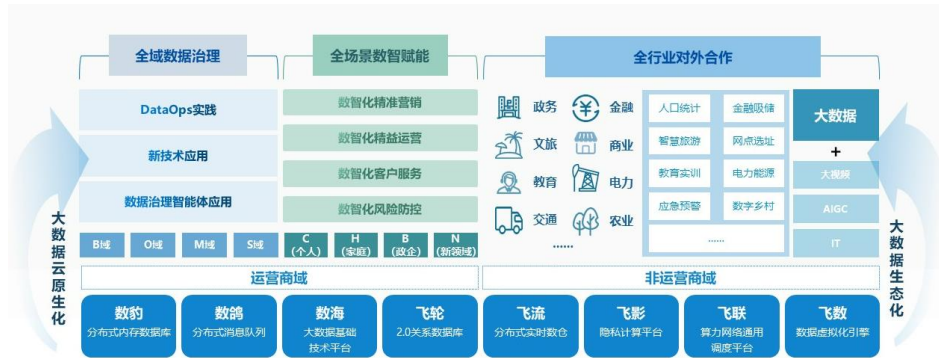 全域数据治理
全场景数智赋能
全行业对外合作
DataOps实践
新技术应用
数据治理智能体应用
数智化精准营销
数智化精益运营
数智化客户服务
数智化风险防控
政务
金融
文旅
商业
教育
电力
交通
农业
......
人口统计
金融吸储
智慧旅游
网点选址
教育实训
电力能源
应急预警
数字乡村
......
大数据
+
大视频
AIGC
IT
B域
O域
M域
S域
C
(个人)
H
(家庭)
B
(政企)
N
(新领域)
大数据云原生化
大数据生态化
运营商域
非运营商域
数豹
分布式内存数据库
数鸽
分布式消息队列
数海
大数据基础
技术平台
飞轮
2.0关系数据库
飞流
分布式实时数仓
飞影
隐私计算平台
飞联
算力网络通用
调度平台
飞数
数据虚拟化引擎